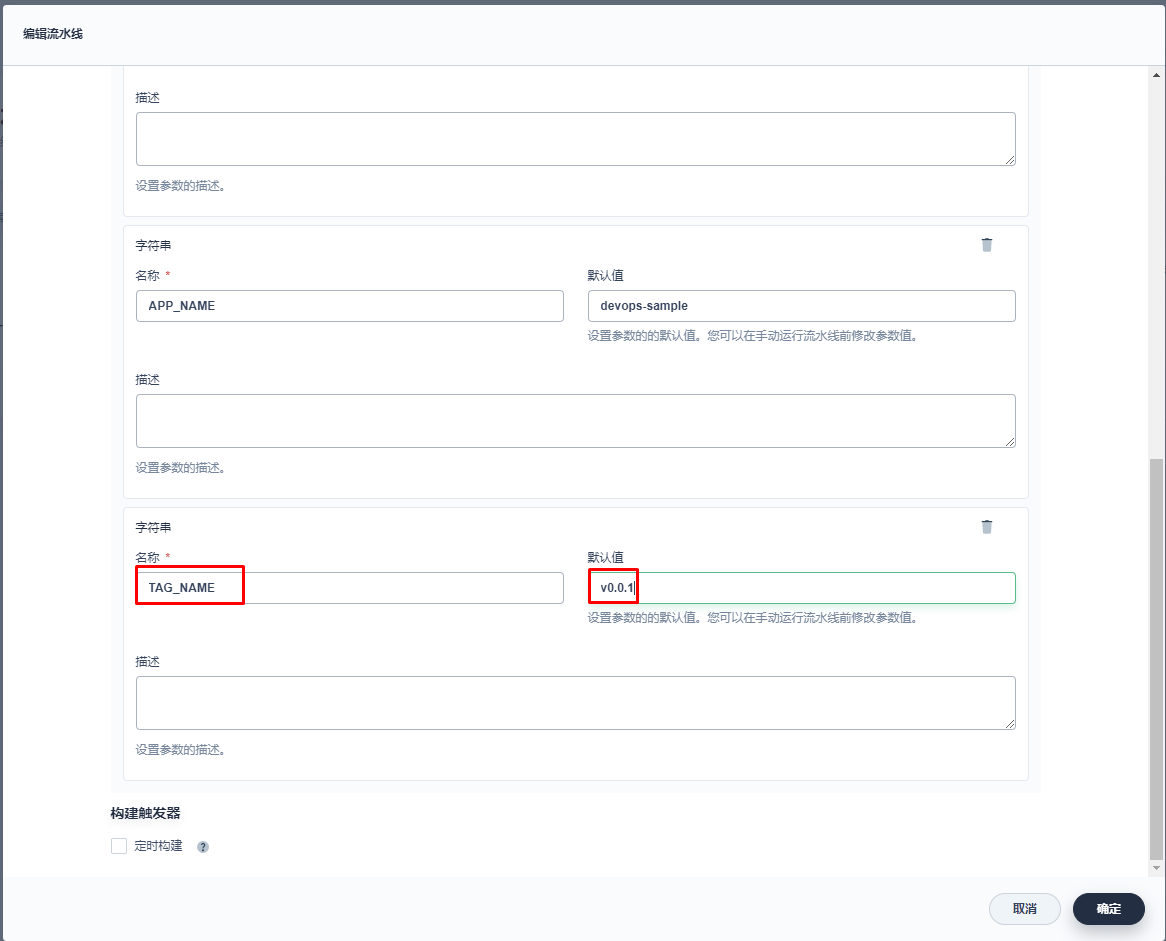 编辑流水线
描述
设置参数的描述。
字符串
名称 *
默认值
APP_NAME
devops-sample
设置参数的的默认值。您可以在手动运行流水线前修改参数值。
描述
设置参数的描述。
字符串
名称 *
默认值
TAG_NAME
v0.0.1
设置参数的的默认值。您可以在手动运行流水线前修改参数值。
描述
设置参数的描述。
构建触发器
定时构建 ?
取消
确定